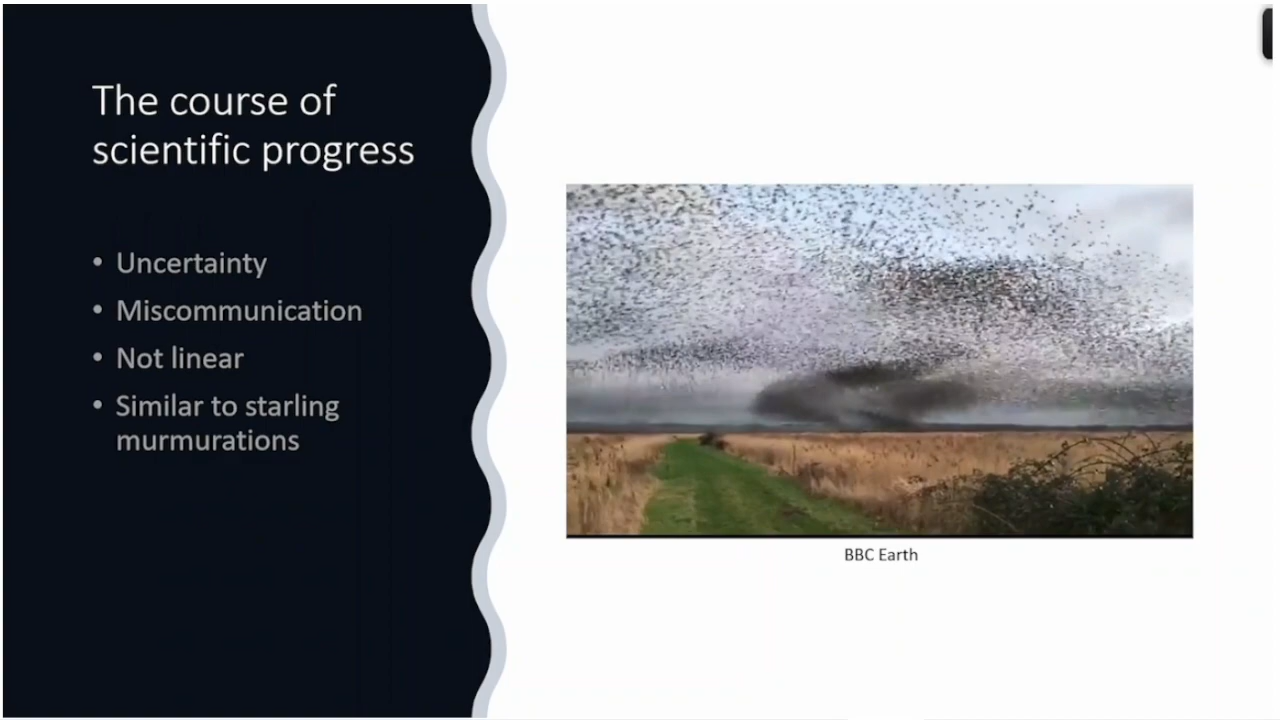 The course of
scientific progress
• Uncertainty
• Miscommunication
• Not linear
• Similar to starling
murmurations
BBC Earth